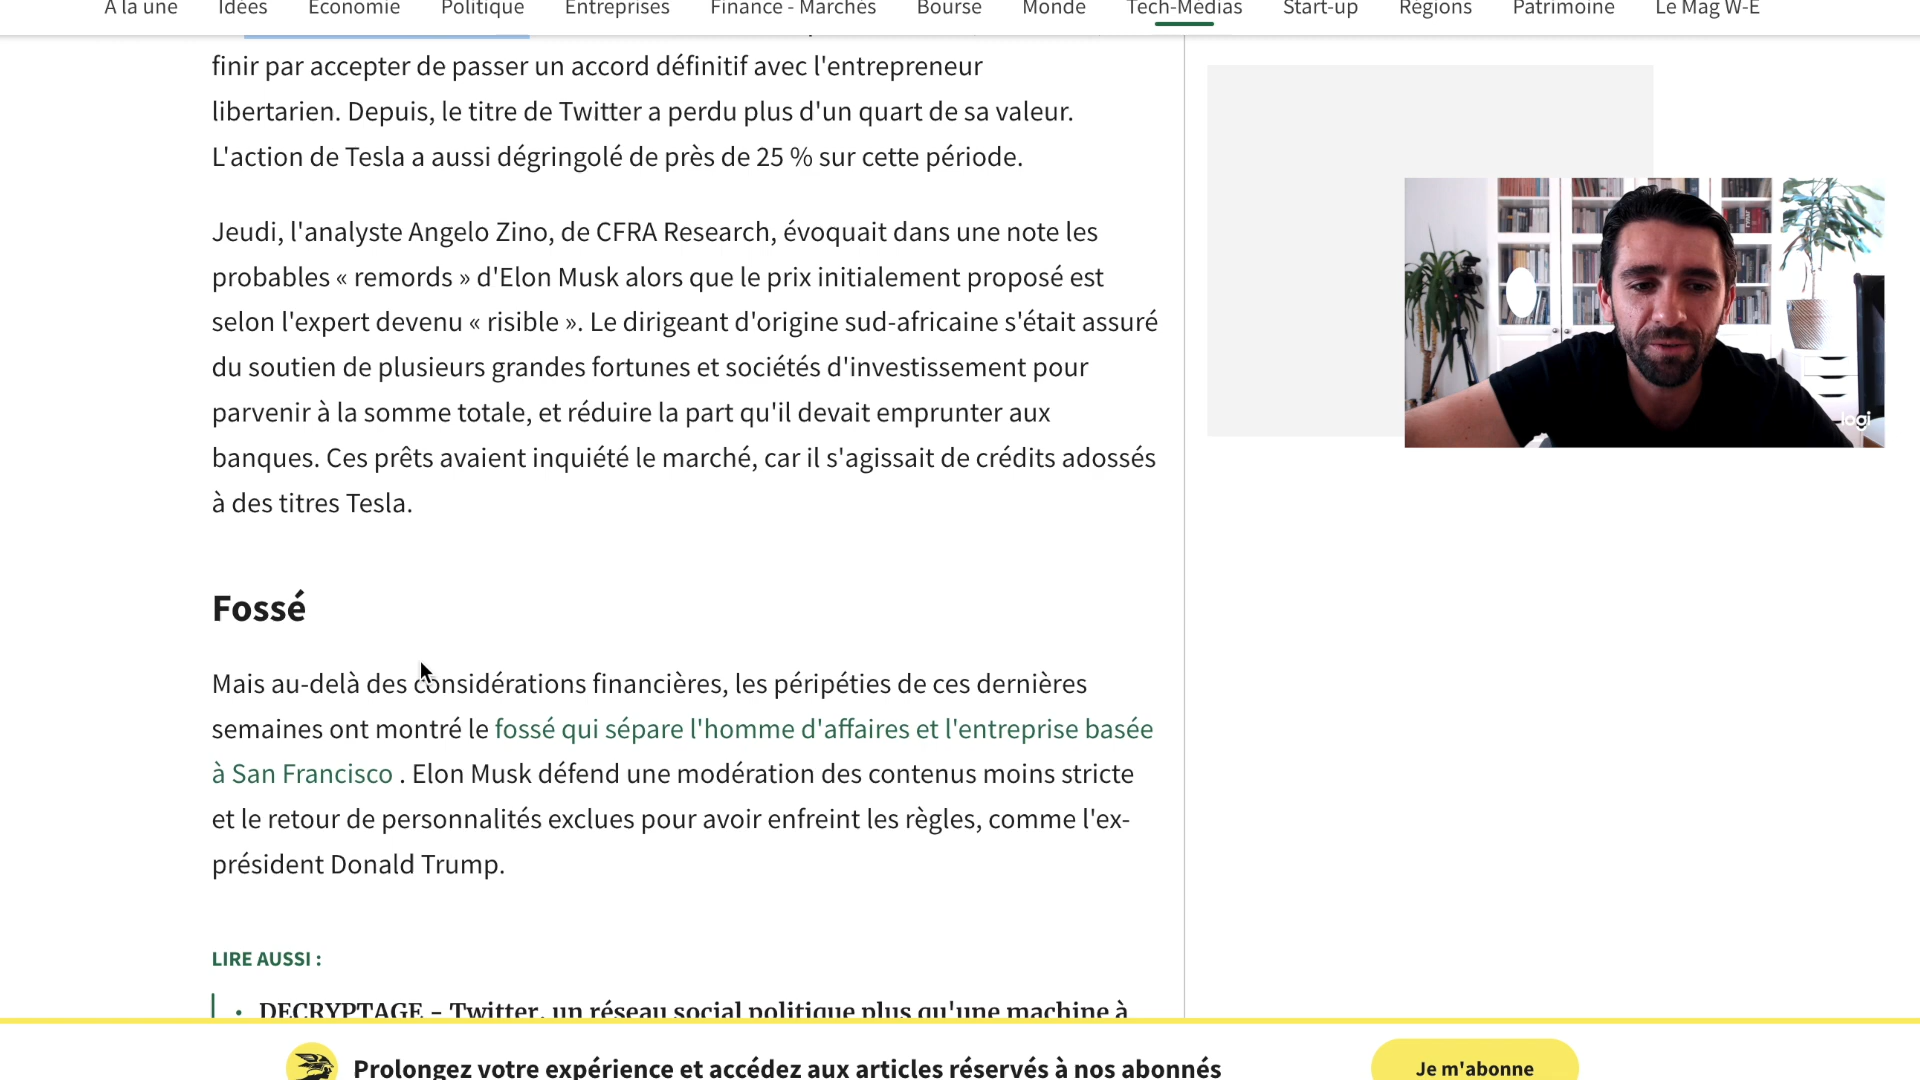 À la une Idées Économie Politique Entreprises Finance - Marchés Bourse Monde Tech-Médias Start-up Régions Patrimoine Le Mag W-E
finir par accepter de passer un accord définitif avec l'entrepreneur
libertarien. Depuis, le titre de Twitter a perdu plus d'un quart de sa valeur.
L'action de Tesla a aussi dégringolé de près de 25 % sur cette période.
Jeudi, l'analyste Angelo Zino, de CFRA Research, évoquait dans une note les
probables « remords » d'Elon Musk alors que le prix initialement proposé est
selon l'expert devenu « risible ». Le dirigeant d'origine sud-africaine s'était assuré
du soutien de plusieurs grandes fortunes et sociétés d'investissement pour
parvenir à la somme totale, et réduire la part qu'il devait emprunter aux
banques. Ces prêts avaient inquiété le marché, car il s'agissait de crédits adossés
à des titres Tesla.
Fossé
Mais au-delà des considérations financières, les péripéties de ces dernières
semaines ont montré le fossé qui sépare l'homme d'affaires et l'entreprise basée
à San Francisco . Elon Musk défend une modération des contenus moins stricte
et le retour de personnalités exclues pour avoir enfreint les règles, comme l'ex-
président Donald Trump.
LIRE AUSSI :
• DECRYPTAGE - Twitter, un réseau social politique plus qu'une machine à
Prolongez votre expérience et accédez aux articles réservés à nos abonnés
Je m'abonne
logi